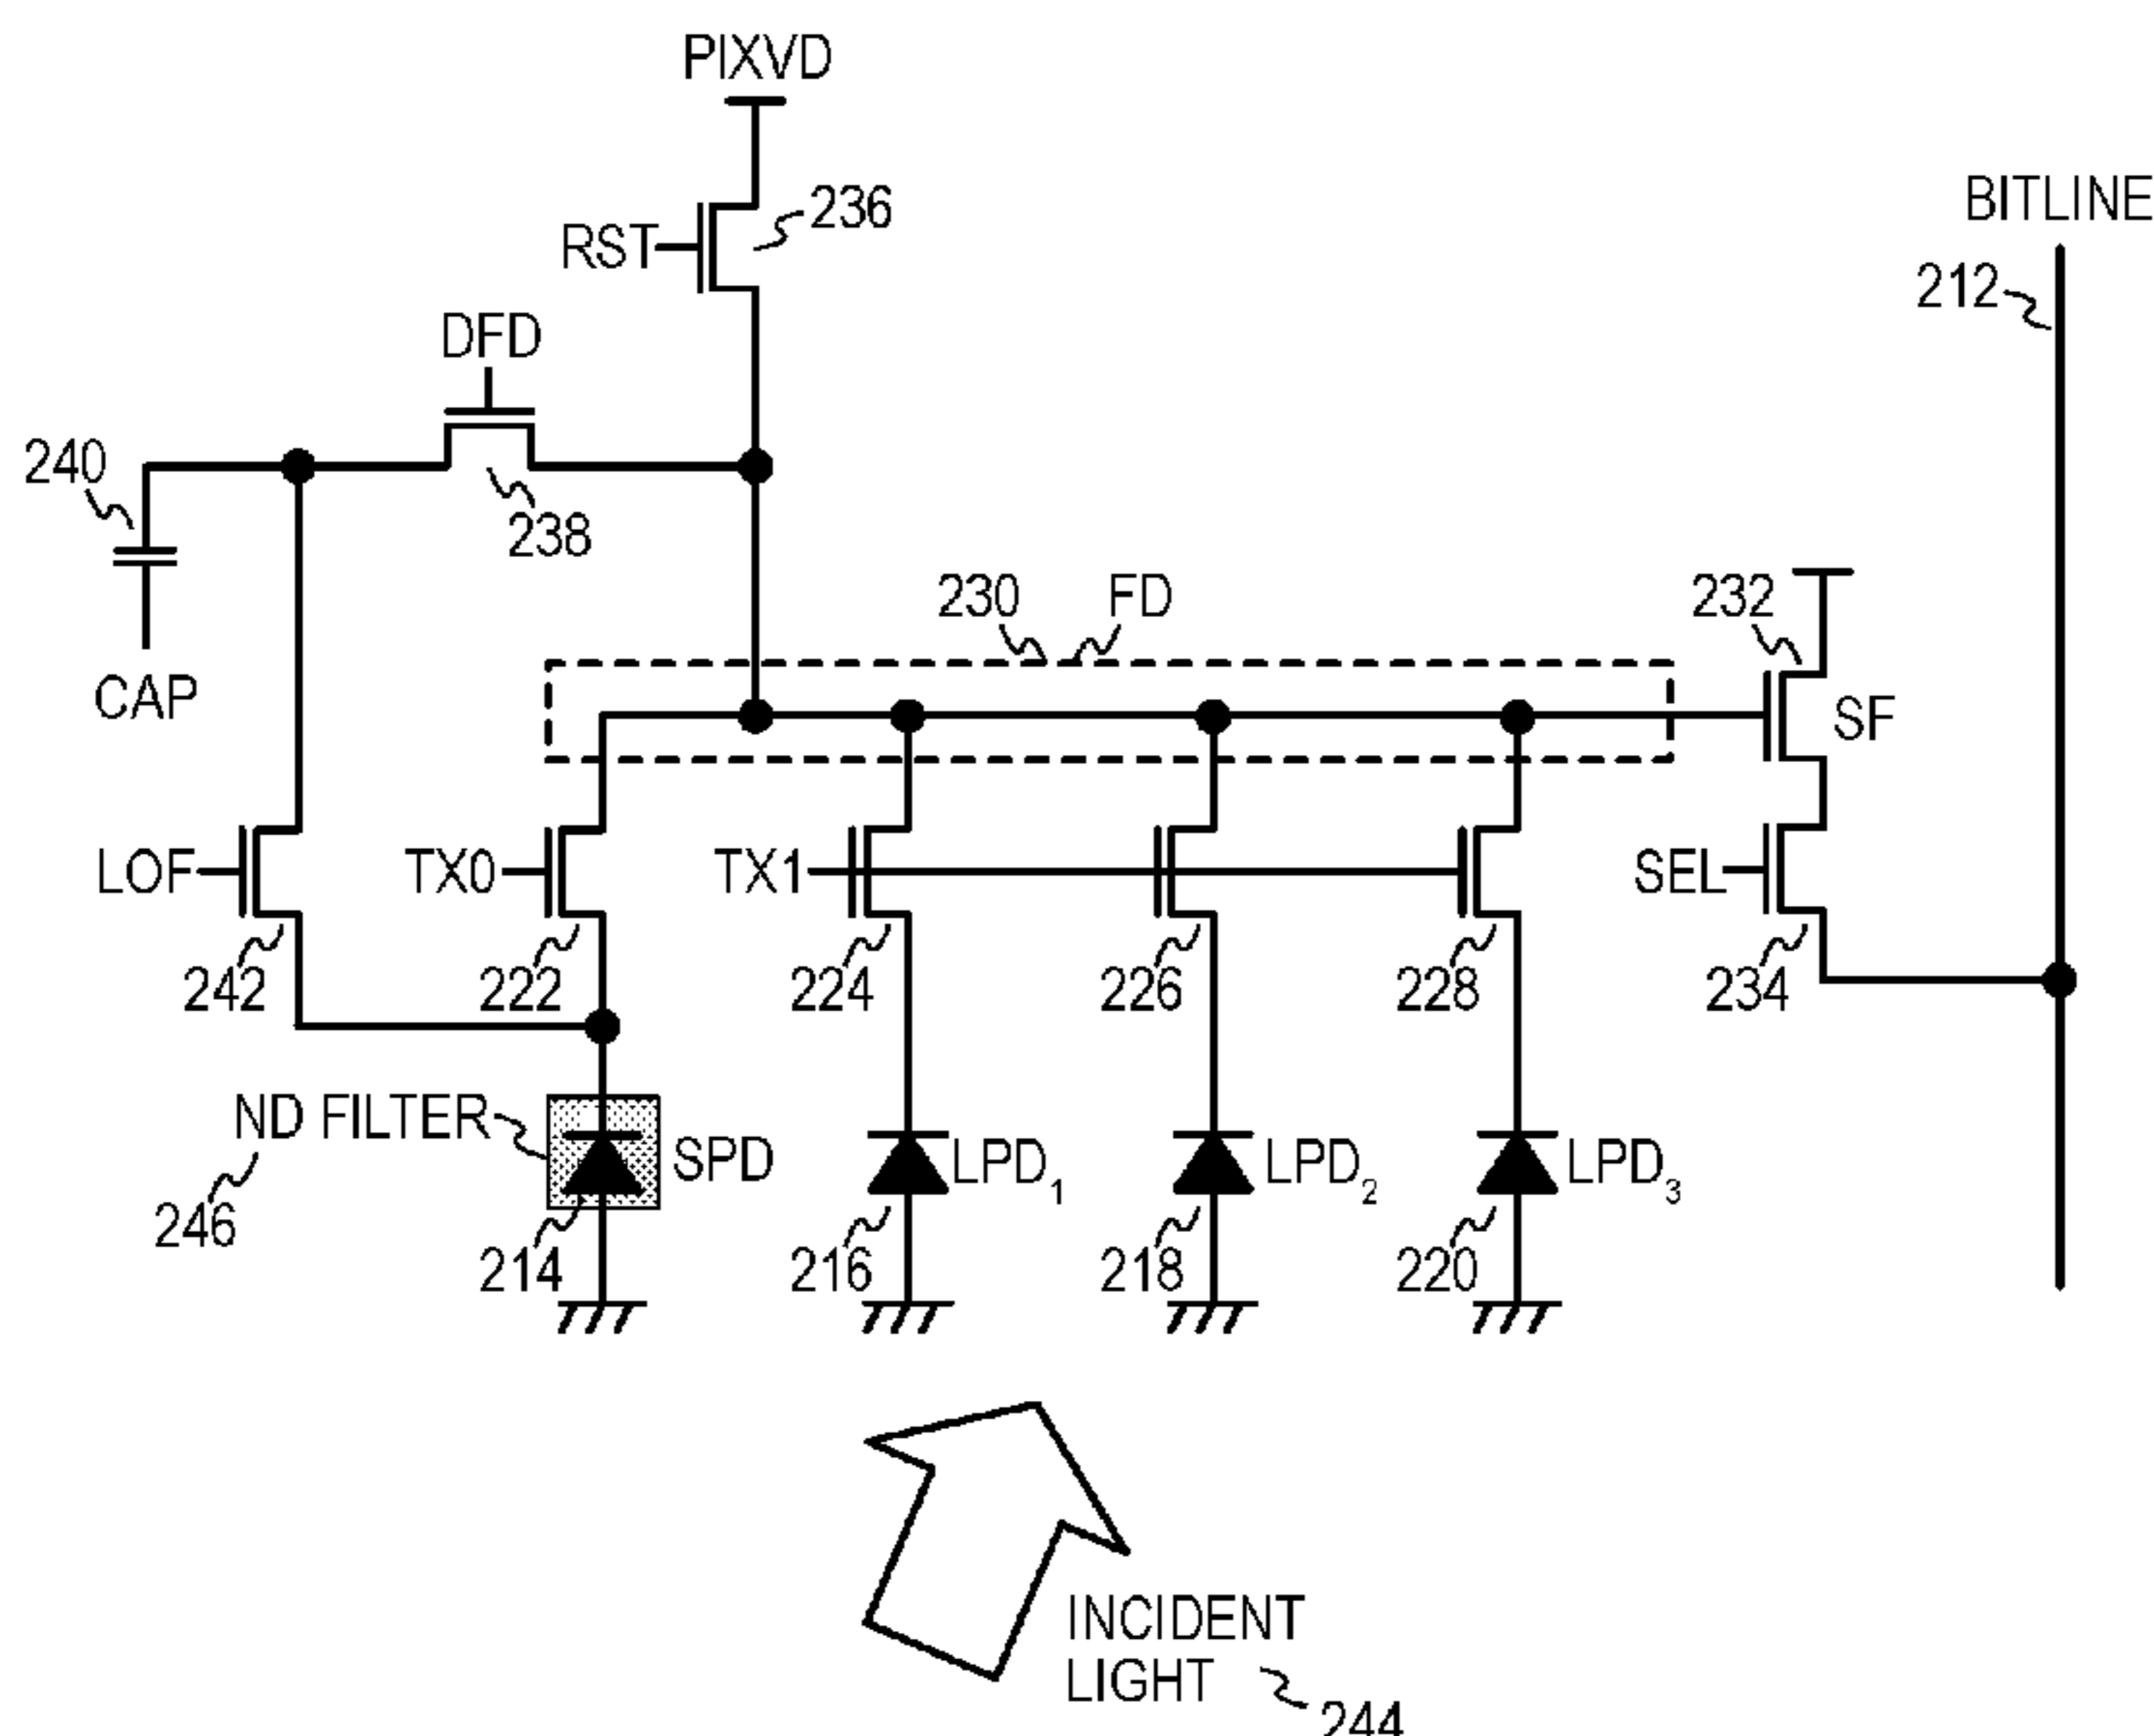 PIXVD
BITLINE
236
RST
212
DFD
240
238
230
FD
232
CAP
SF
LOF
TX0
TX1
SEL
242
222
224
226
228
234
ND FILTER
SPD
LPD1
LPD2
LPD3
246
214
216
218
220
INCIDENT
LIGHT
244